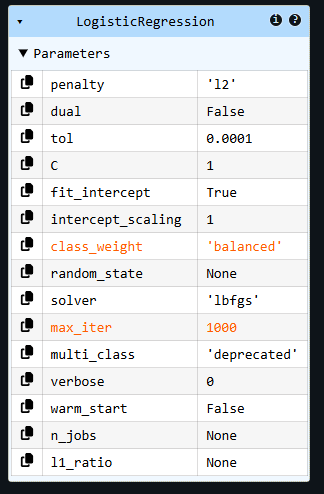 LogisticRegression i ?
Parameters
penalty 'l2'
dual False
tol 0.0001
C 1
fit_intercept True
intercept_scaling 1
class_weight 'balanced'
random_state None
solver 'lbfgs'
max_iter 1000
multi_class 'deprecated'
verbose 0
warm_start False
n_jobs None
l1_ratio None